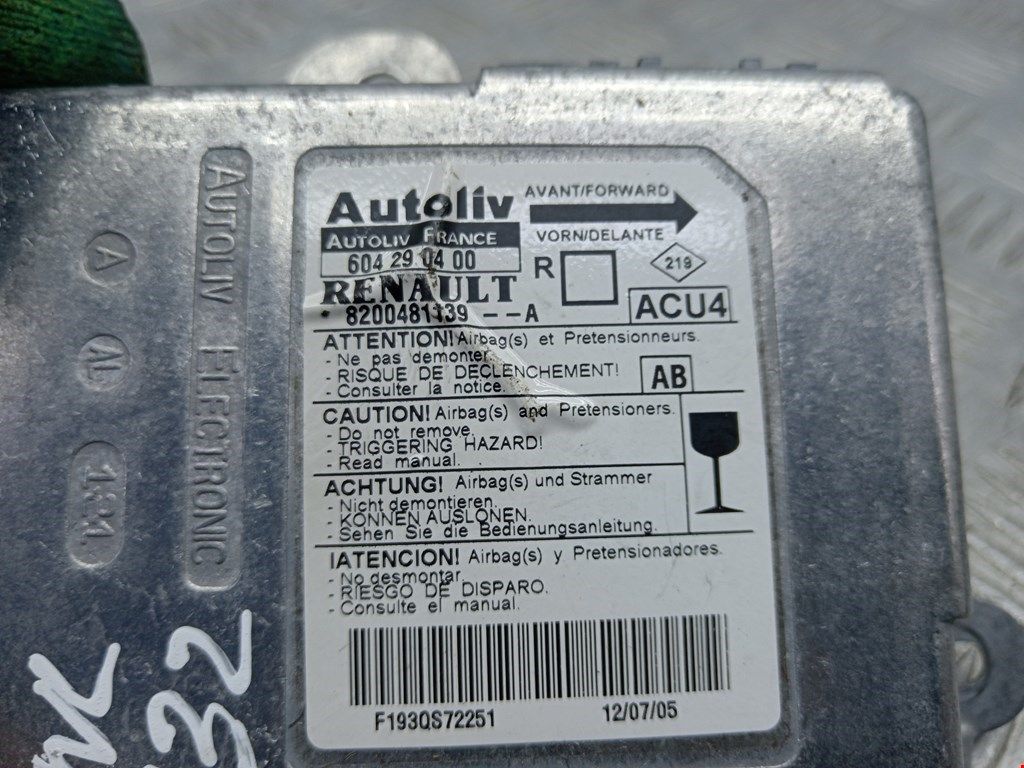 Autoliv
AVANT/FORWARD
AUTOLIV FRANCE
VORN/DELANTE
604 29 04 00
R
219
RENAULT
8200481139 --A
ACU4
ATTENTION! Airbag(s) et Pretensionneurs.
- Ne pas demonter.
- RISQUE DE DECLENCHEMENT!
- Consulter la notice.
AB
CAUTION! Airbag(s) and Pretensioners.
- Do not remove.
- TRIGGERING HAZARD!
- Read manual.
ACHTUNG! Airbag(s) und Strammer
- Nicht demontieren.
- KONNEN AUSLONEN.
- Sehen Sie die Bedienungsanleitung.
!ATENCION! Airbag(s) y Pretensionadores.
- No desmontar.
- RIESGO DE DISPARO.
- Consulte el manual.
F193QS72251 12/07/05
AUTOLIV ELECTRONIC
A
AL
32